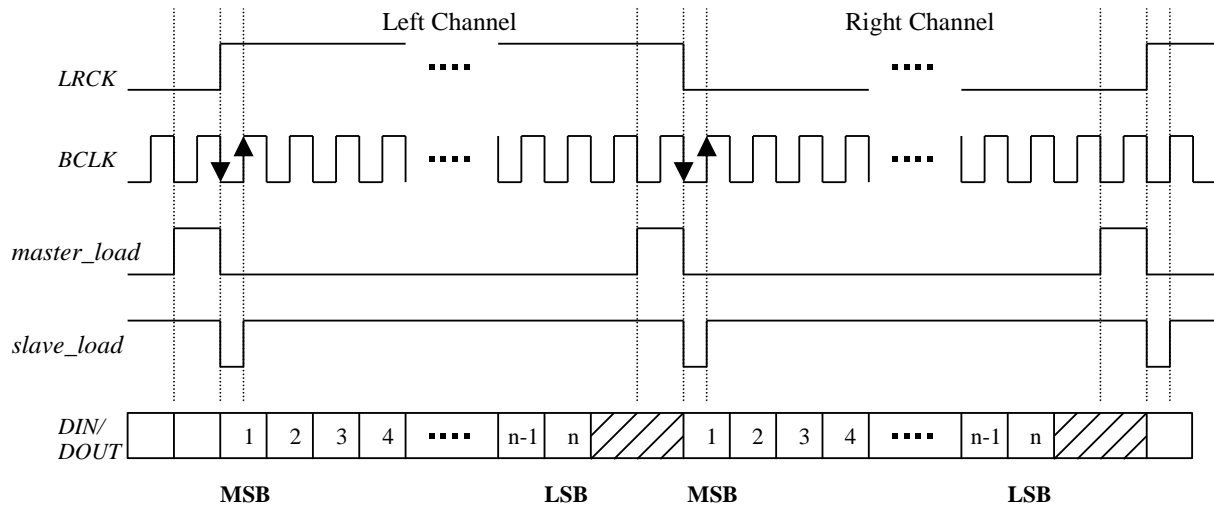 Left Channel Right Channel
LRCK
BCLK
master_load
slave_load
DIN/
DOUT
1 2 3 4 n-1 n 1 2 3 4 n-1 n
MSB LSB MSB LSB